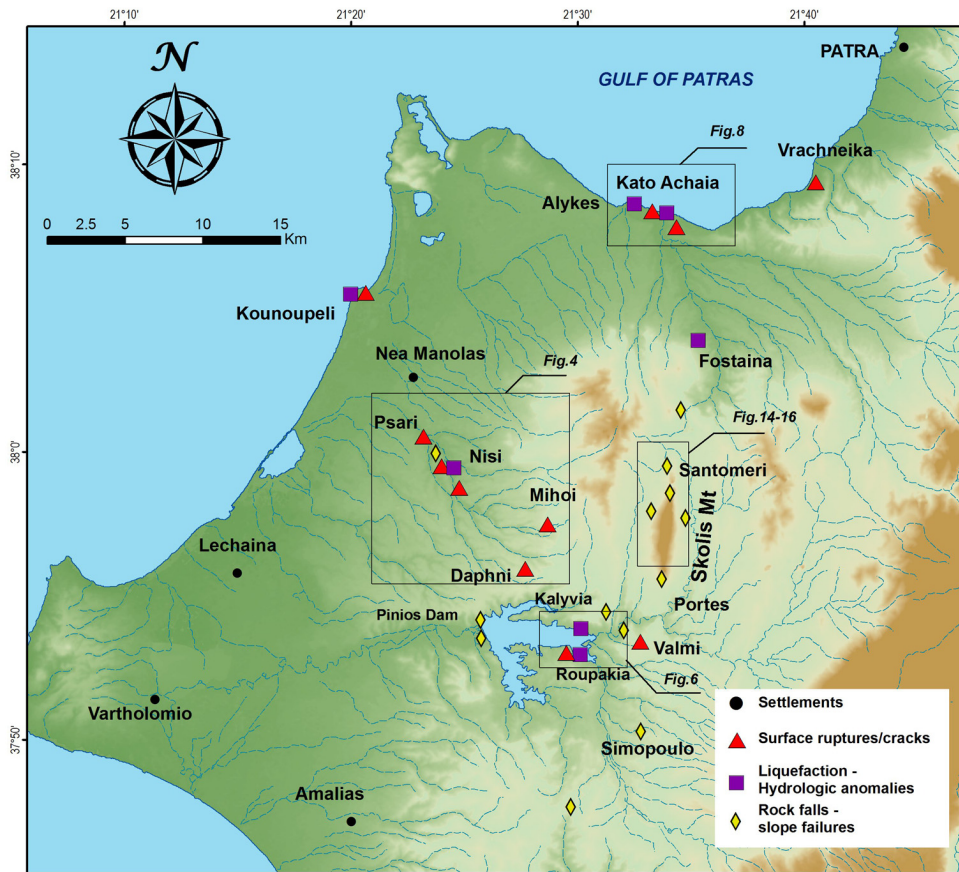 21°10'
21°20'
21°30'
21°40'
N
PATRA
GULF OF PATRAS
Fig.8
Vrachneika
38°10'
Kato Achaia
Alykes
0 2.5 5 10 15
Km
Kounoupeli
Nea Manolas
Fig.4
Fostaina
Fig.14-16
Psari
38°0'
Nisi
Santomeri
Mihoi
Skolis Mt
Lechaina
Daphni
Kalyvia
Portes
Pinios Dam
Valmi
Roupakia
Fig.6
Vartholomio
37°50'
Simopoulo
Amalias
Settlements
Surface ruptures/cracks
Liquefaction -
Hydrologic anomalies
Rock falls -
slope failures